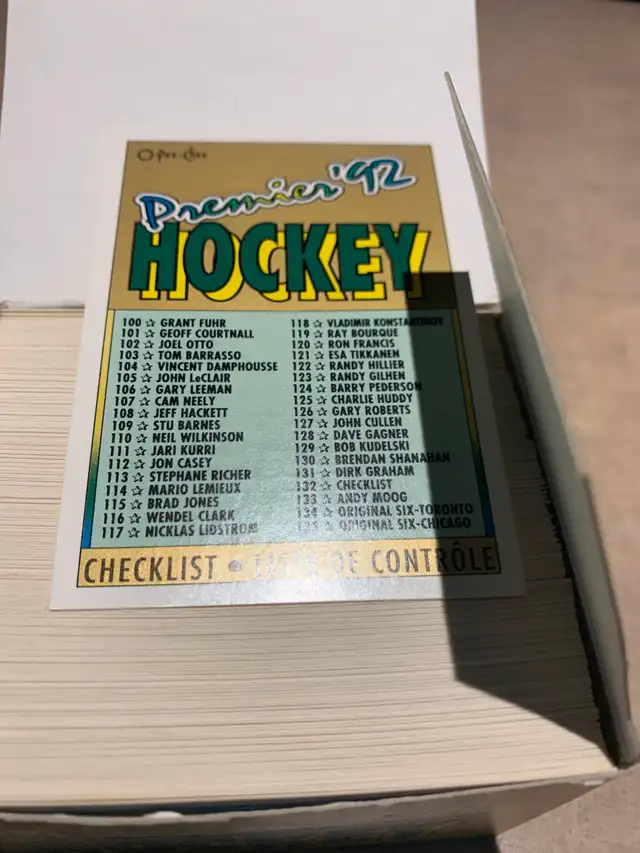 O-Pee-Chee
Premier '92
HOCKEY
100 ☆ GRANT FUHR
101 ☆ GEOFF COURTNALL
102 ☆ JOEL OTTO
103 ☆ TOM BARRASSO
104 ☆ VINCENT DAMPHOUSSE
105 ☆ JOHN LeCLAIR
106 ☆ GARY LEEMAN
107 ☆ CAM NEELY
108 ☆ JEFF HACKETT
109 ☆ STU BARNES
110 ☆ NEIL WILKINSON
111 ☆ JARI KURRI
112 ☆ JON CASEY
113 ☆ STEPHANE RICHER
114 ☆ MARIO LEMIEUX
115 ☆ BRAD JONES
116 ☆ WENDEL CLARK
117 ☆ NICKLAS LIDSTROM
118 ☆ VLADIMIR KONSTANTINOV
119 ☆ RAY BOURQUE
120 ☆ RON FRANCIS
121 ☆ ESA TIKKANEN
122 ☆ RANDY HILLIER
123 ☆ RANDY GILHEN
124 ☆ BARRY PEDERSON
125 ☆ CHARLIE HUDDY
126 ☆ GARY ROBERTS
127 ☆ JOHN CULLEN
128 ☆ DAVE GAGNER
129 ☆ BOB KUDELSKI
130 ☆ BRENDAN SHANAHAN
131 ☆ DIRK GRAHAM
132 ☆ CHECKLIST
133 ☆ ANDY MOOG
134 ☆ ORIGINAL SIX-TORONTO
135 ☆ ORIGINAL SIX-CHICAGO
CHECKLIST • LISTE DE CONTRÔLE